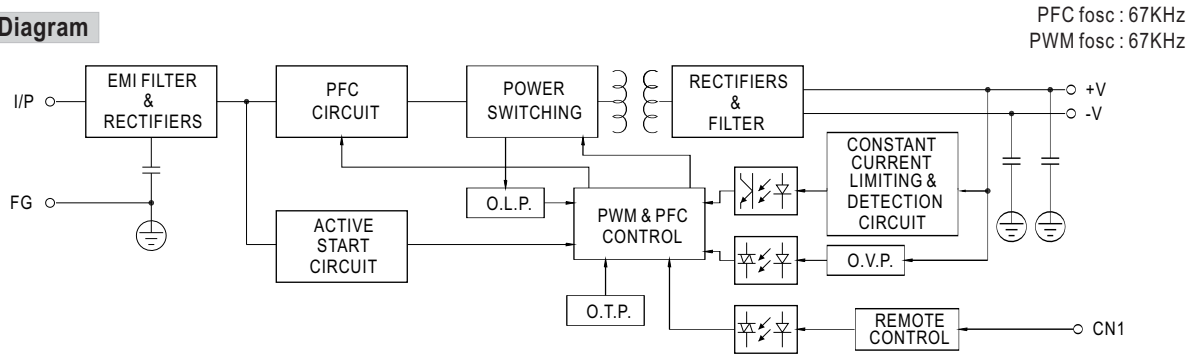 Diagram
PFC fosc : 67KHz
PWM fosc : 67KHz
I/P
EMI FILTER
&
RECTIFIERS
PFC
CIRCUIT
POWER
SWITCHING
RECTIFIERS
&
FILTER
+V
-V
FG
ACTIVE
START
CIRCUIT
O.L.P.
PWM & PFC
CONTROL
O.T.P.
CONSTANT
CURRENT
LIMITING &
DETECTION
CIRCUIT
O.V.P.
REMOTE
CONTROL
CN1